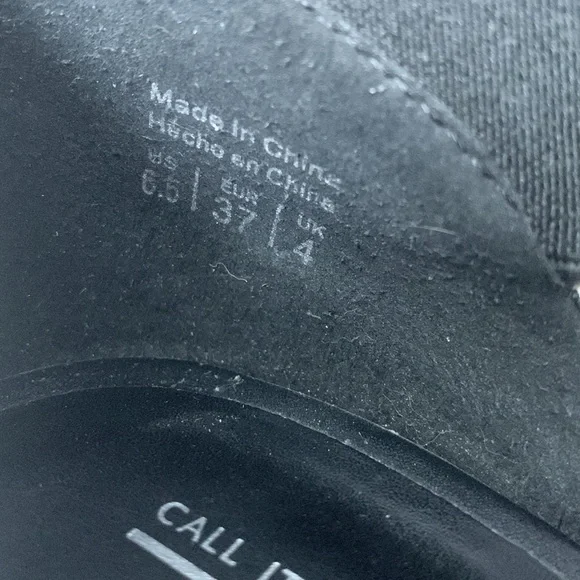 Made in China
Hecho en China
US EUR UK
6.5 | 37 | 4
CALL IT